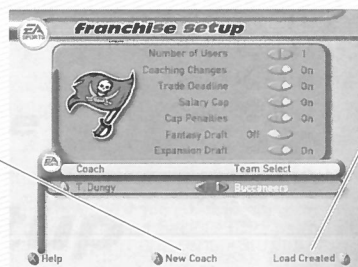 EA SPORTS franchise setup
Number of Users 1
Coaching Changes On
Trade Deadline On
Salary Cap On
Cap Penalties On
Fantasy Draft Off
Expansion Draft On
EA Coach Team Select
T. Dungy Buccaneers
Help New Coach Load Created